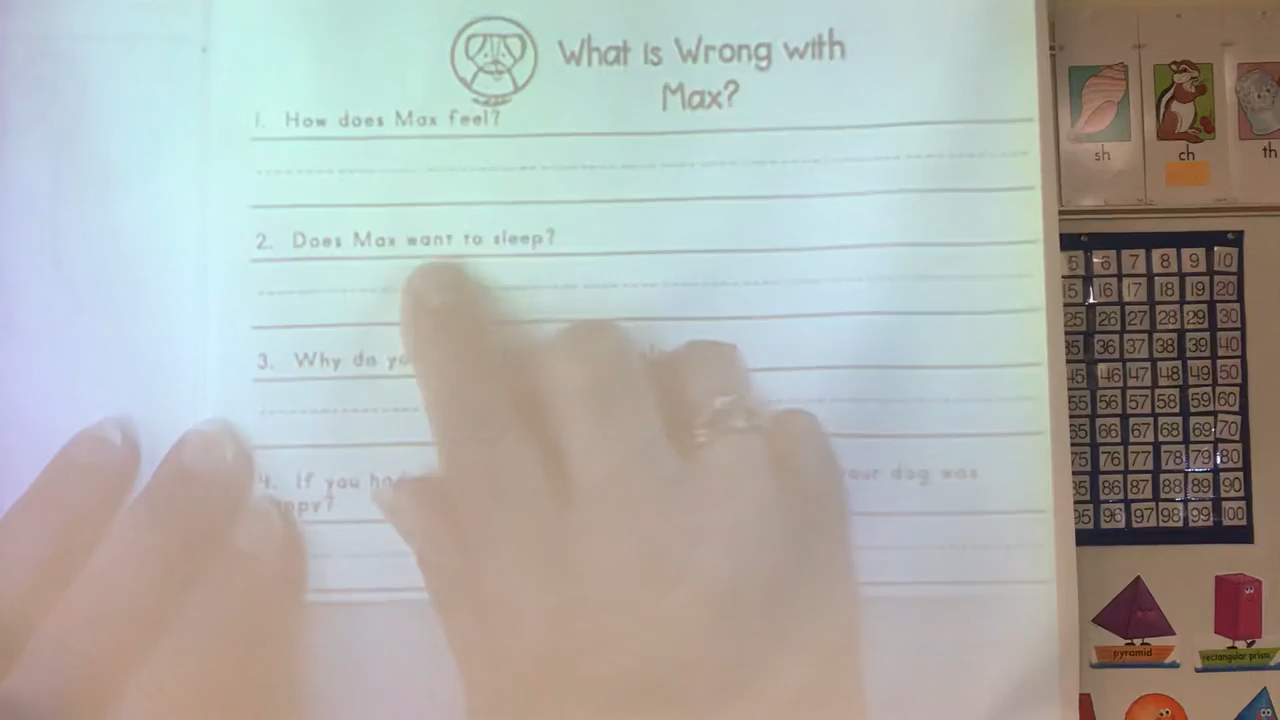 What is Wrong with
Max?
1. How does Max feel?
2. Does Max want to sleep?
3. Why do
4. If you
your dog was
happy?
sh ch th
5 6 7 8 9 10
15 16 17 18 19 20
25 26 27 28 29 30
35 36 37 38 39 40
45 46 47 48 49 50
55 56 57 58 59 60
65 66 67 68 69 70
75 76 77 78 79 80
85 86 87 88 89 90
95 96 97 98 99 100
pyramid
rectangular prism